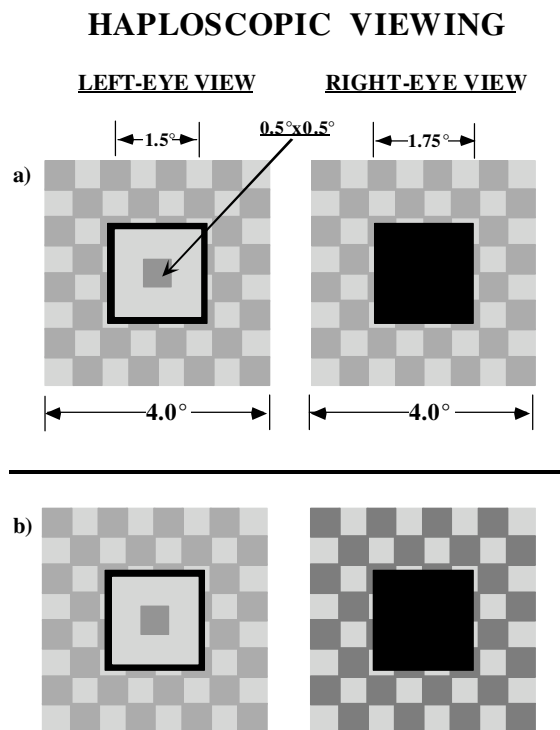 HAPLOSCOPIC VIEWING
LEFT-EYE VIEW RIGHT-EYE VIEW
1.5° 0.5°x0.5° 1.75°
a)
4.0° 4.0°
b)